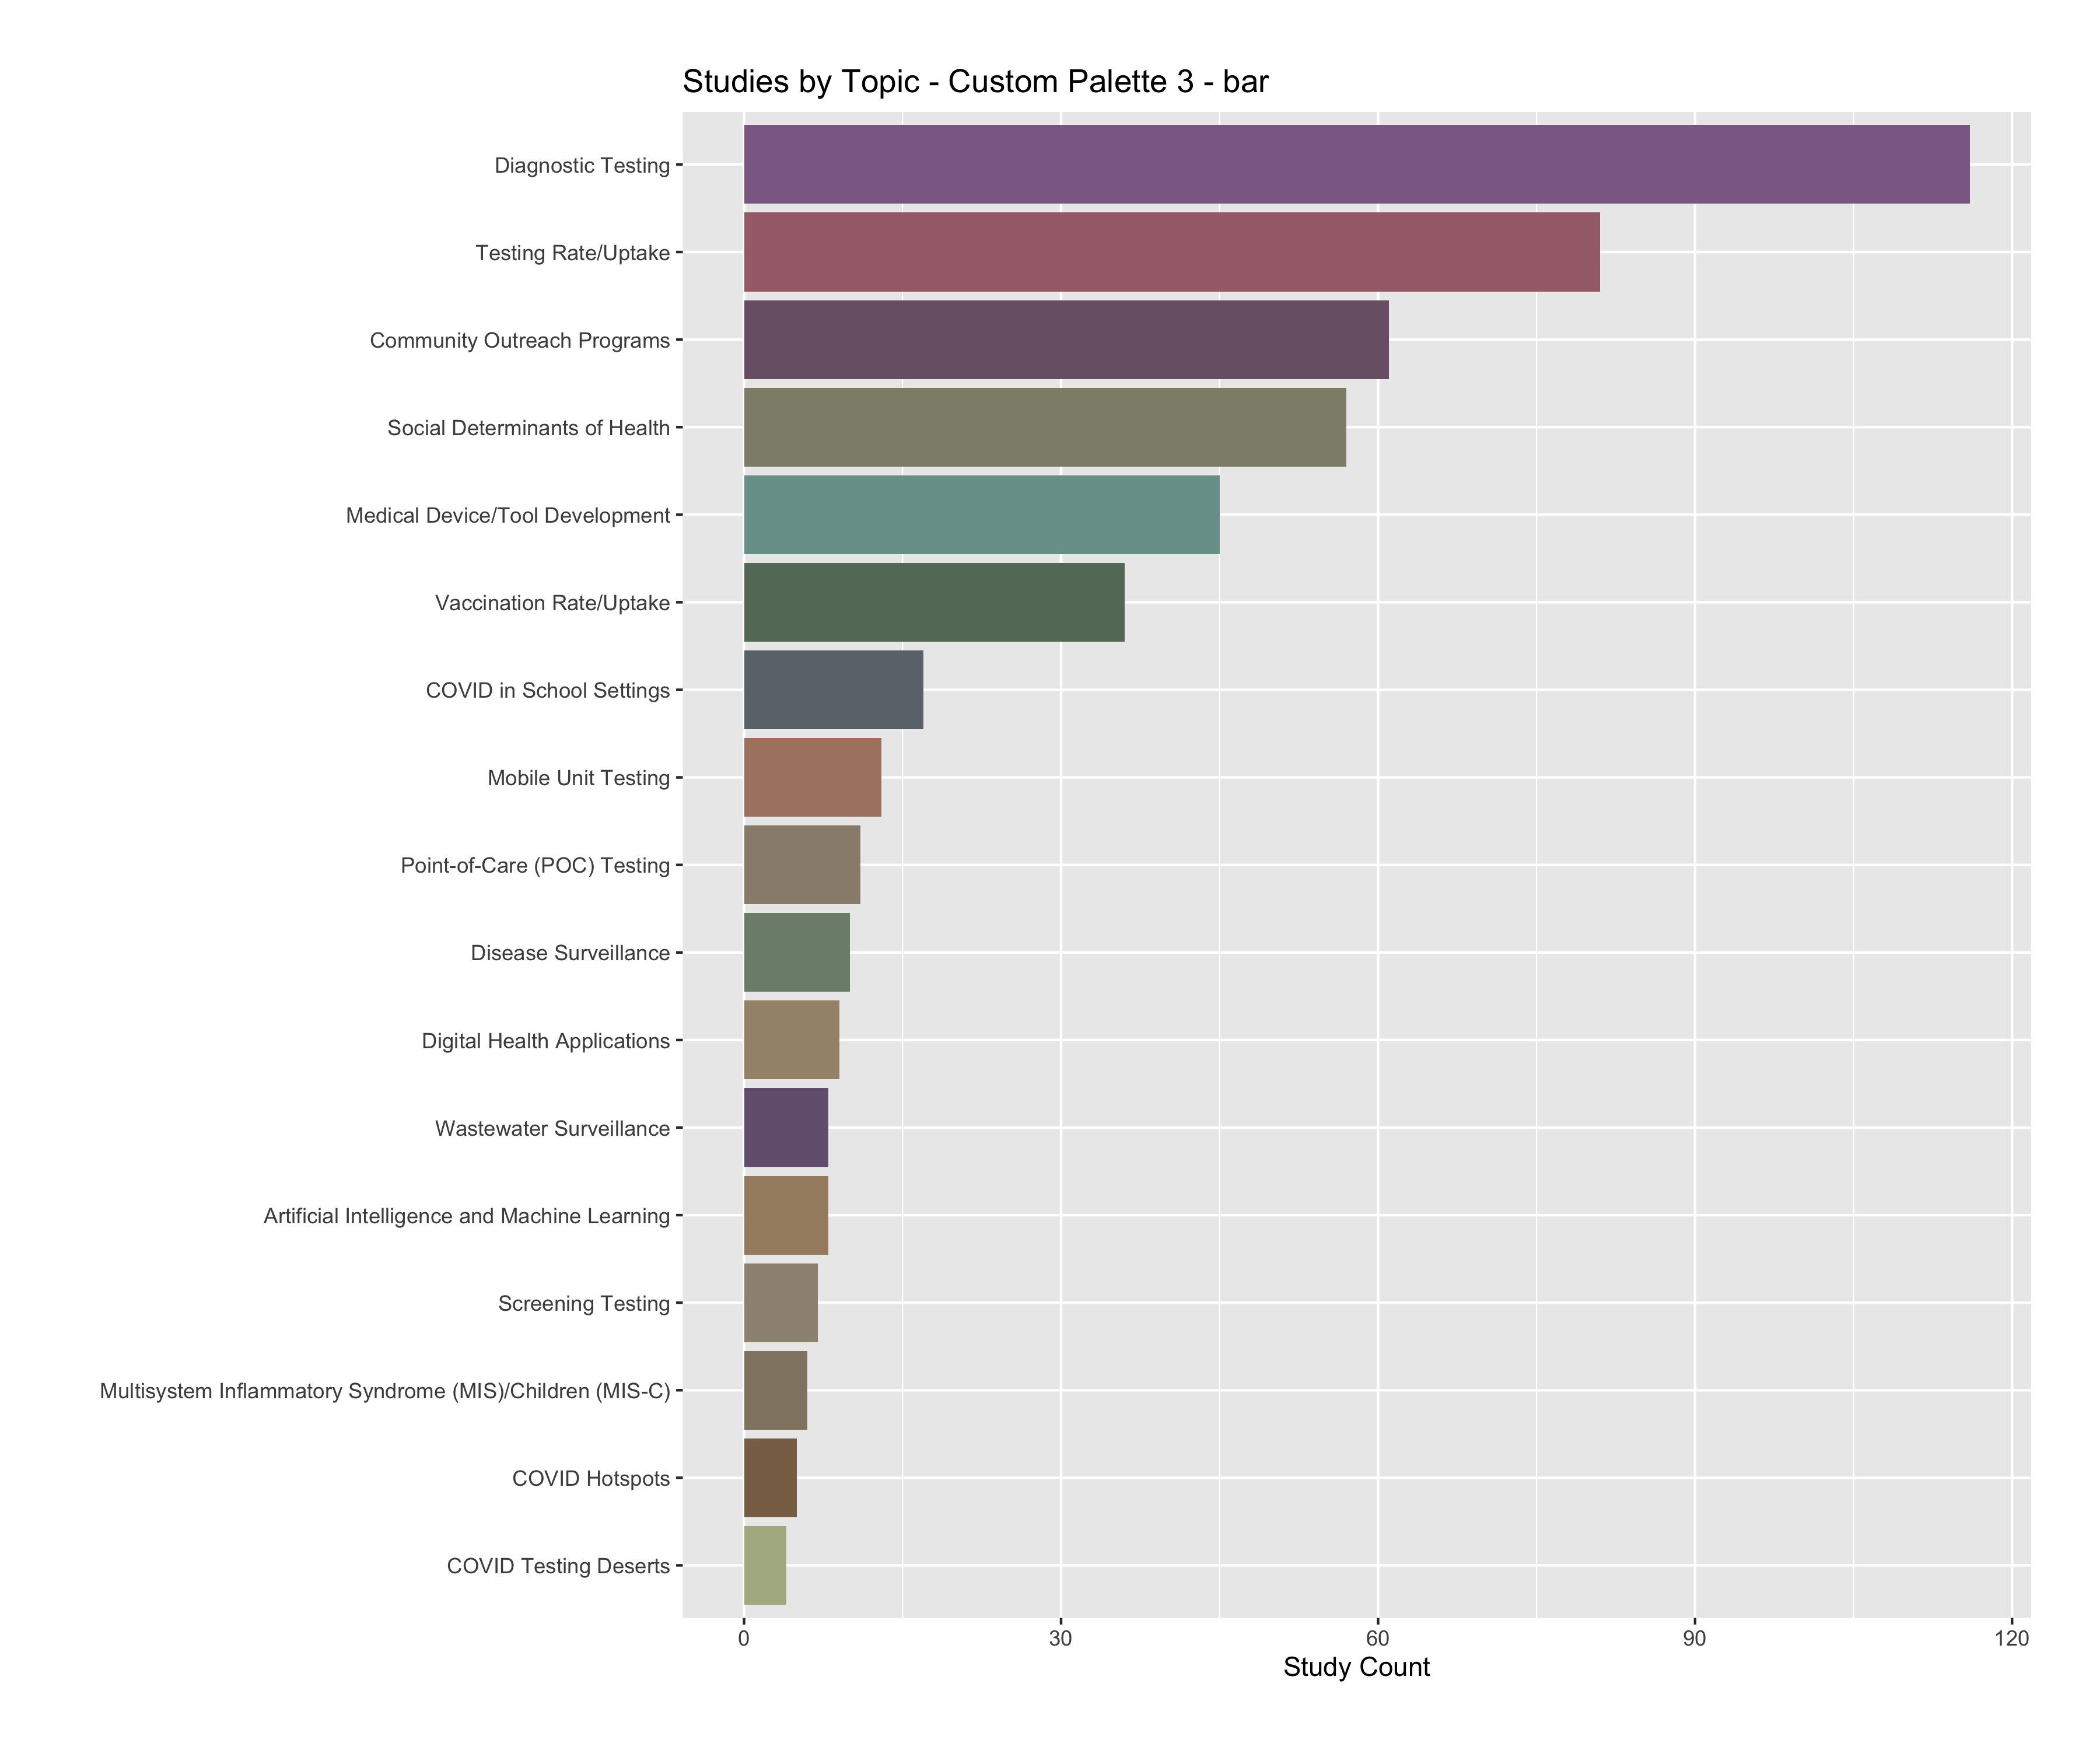 Studies by Topic - Custom Palette 3 - bar
Diagnostic Testing
Testing Rate/Uptake
Community Outreach Programs
Social Determinants of Health
Medical Device/Tool Development
Vaccination Rate/Uptake
COVID in School Settings
Mobile Unit Testing
Point-of-Care (POC) Testing
Disease Surveillance
Digital Health Applications
Wastewater Surveillance
Artificial Intelligence and Machine Learning
Screening Testing
Multisystem Inflammatory Syndrome (MIS)/Children (MIS-C)
COVID Hotspots
COVID Testing Deserts
0 30 60 90 120
Study Count